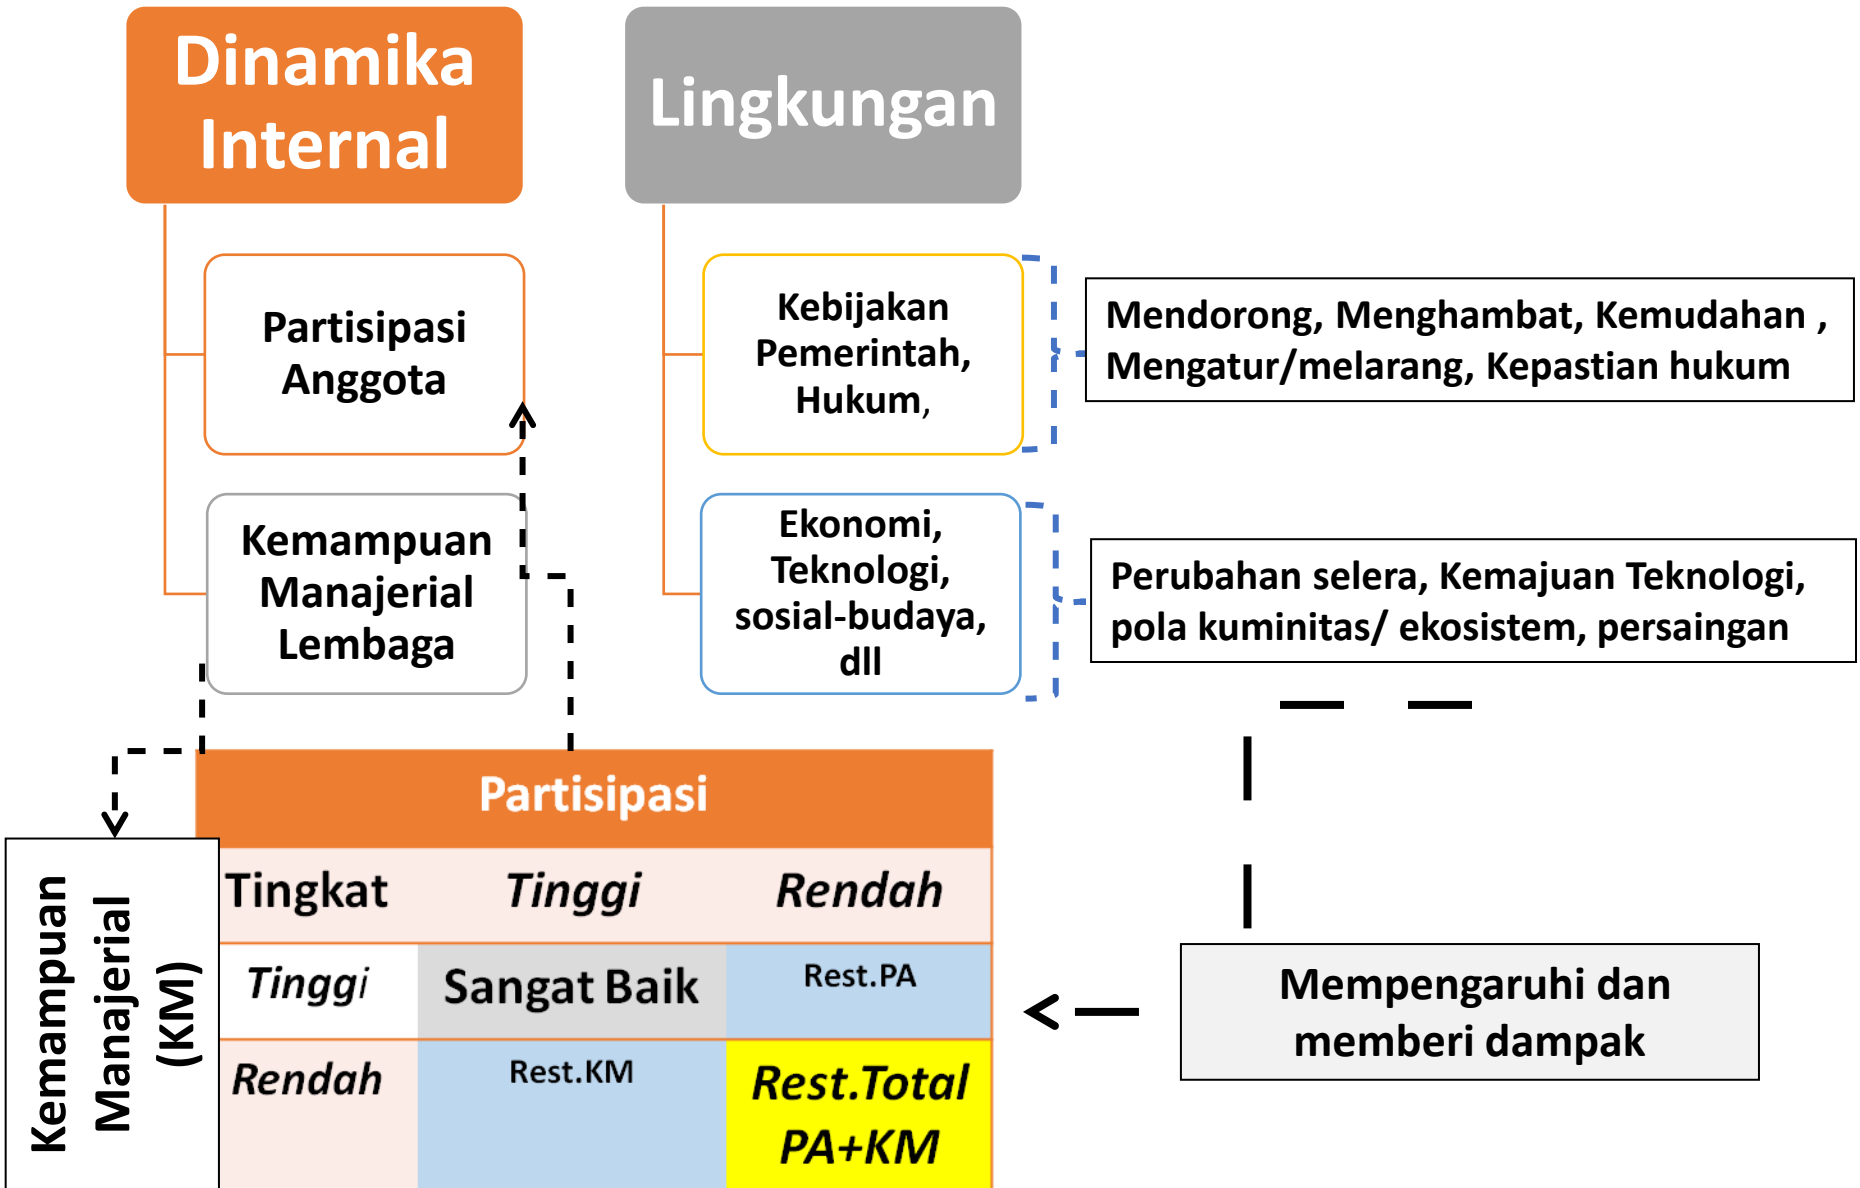 Dinamika
Internal
Lingkungan
Partisipasi
Anggota
Kebijakan
Pemerintah,
Hukum,
Mendorong, Menghambat, Kemudahan ,
Mengatur/melarang, Kepastian hukum
Kemampuan
Manajerial
Lembaga
Ekonomi,
Teknologi,
sosial-budaya,
dll
Perubahan selera, Kemajuan Teknologi,
pola kuminitas/ ekosistem, persaingan
Partisipasi
Kemampuan
Manajerial
(KM)
Tingkat Tinggi Rendah
Tinggi Sangat Baik Rest.PA
Rendah Rest.KM Rest.Total
PA+KM
Mempengaruhi dan
memberi dampak